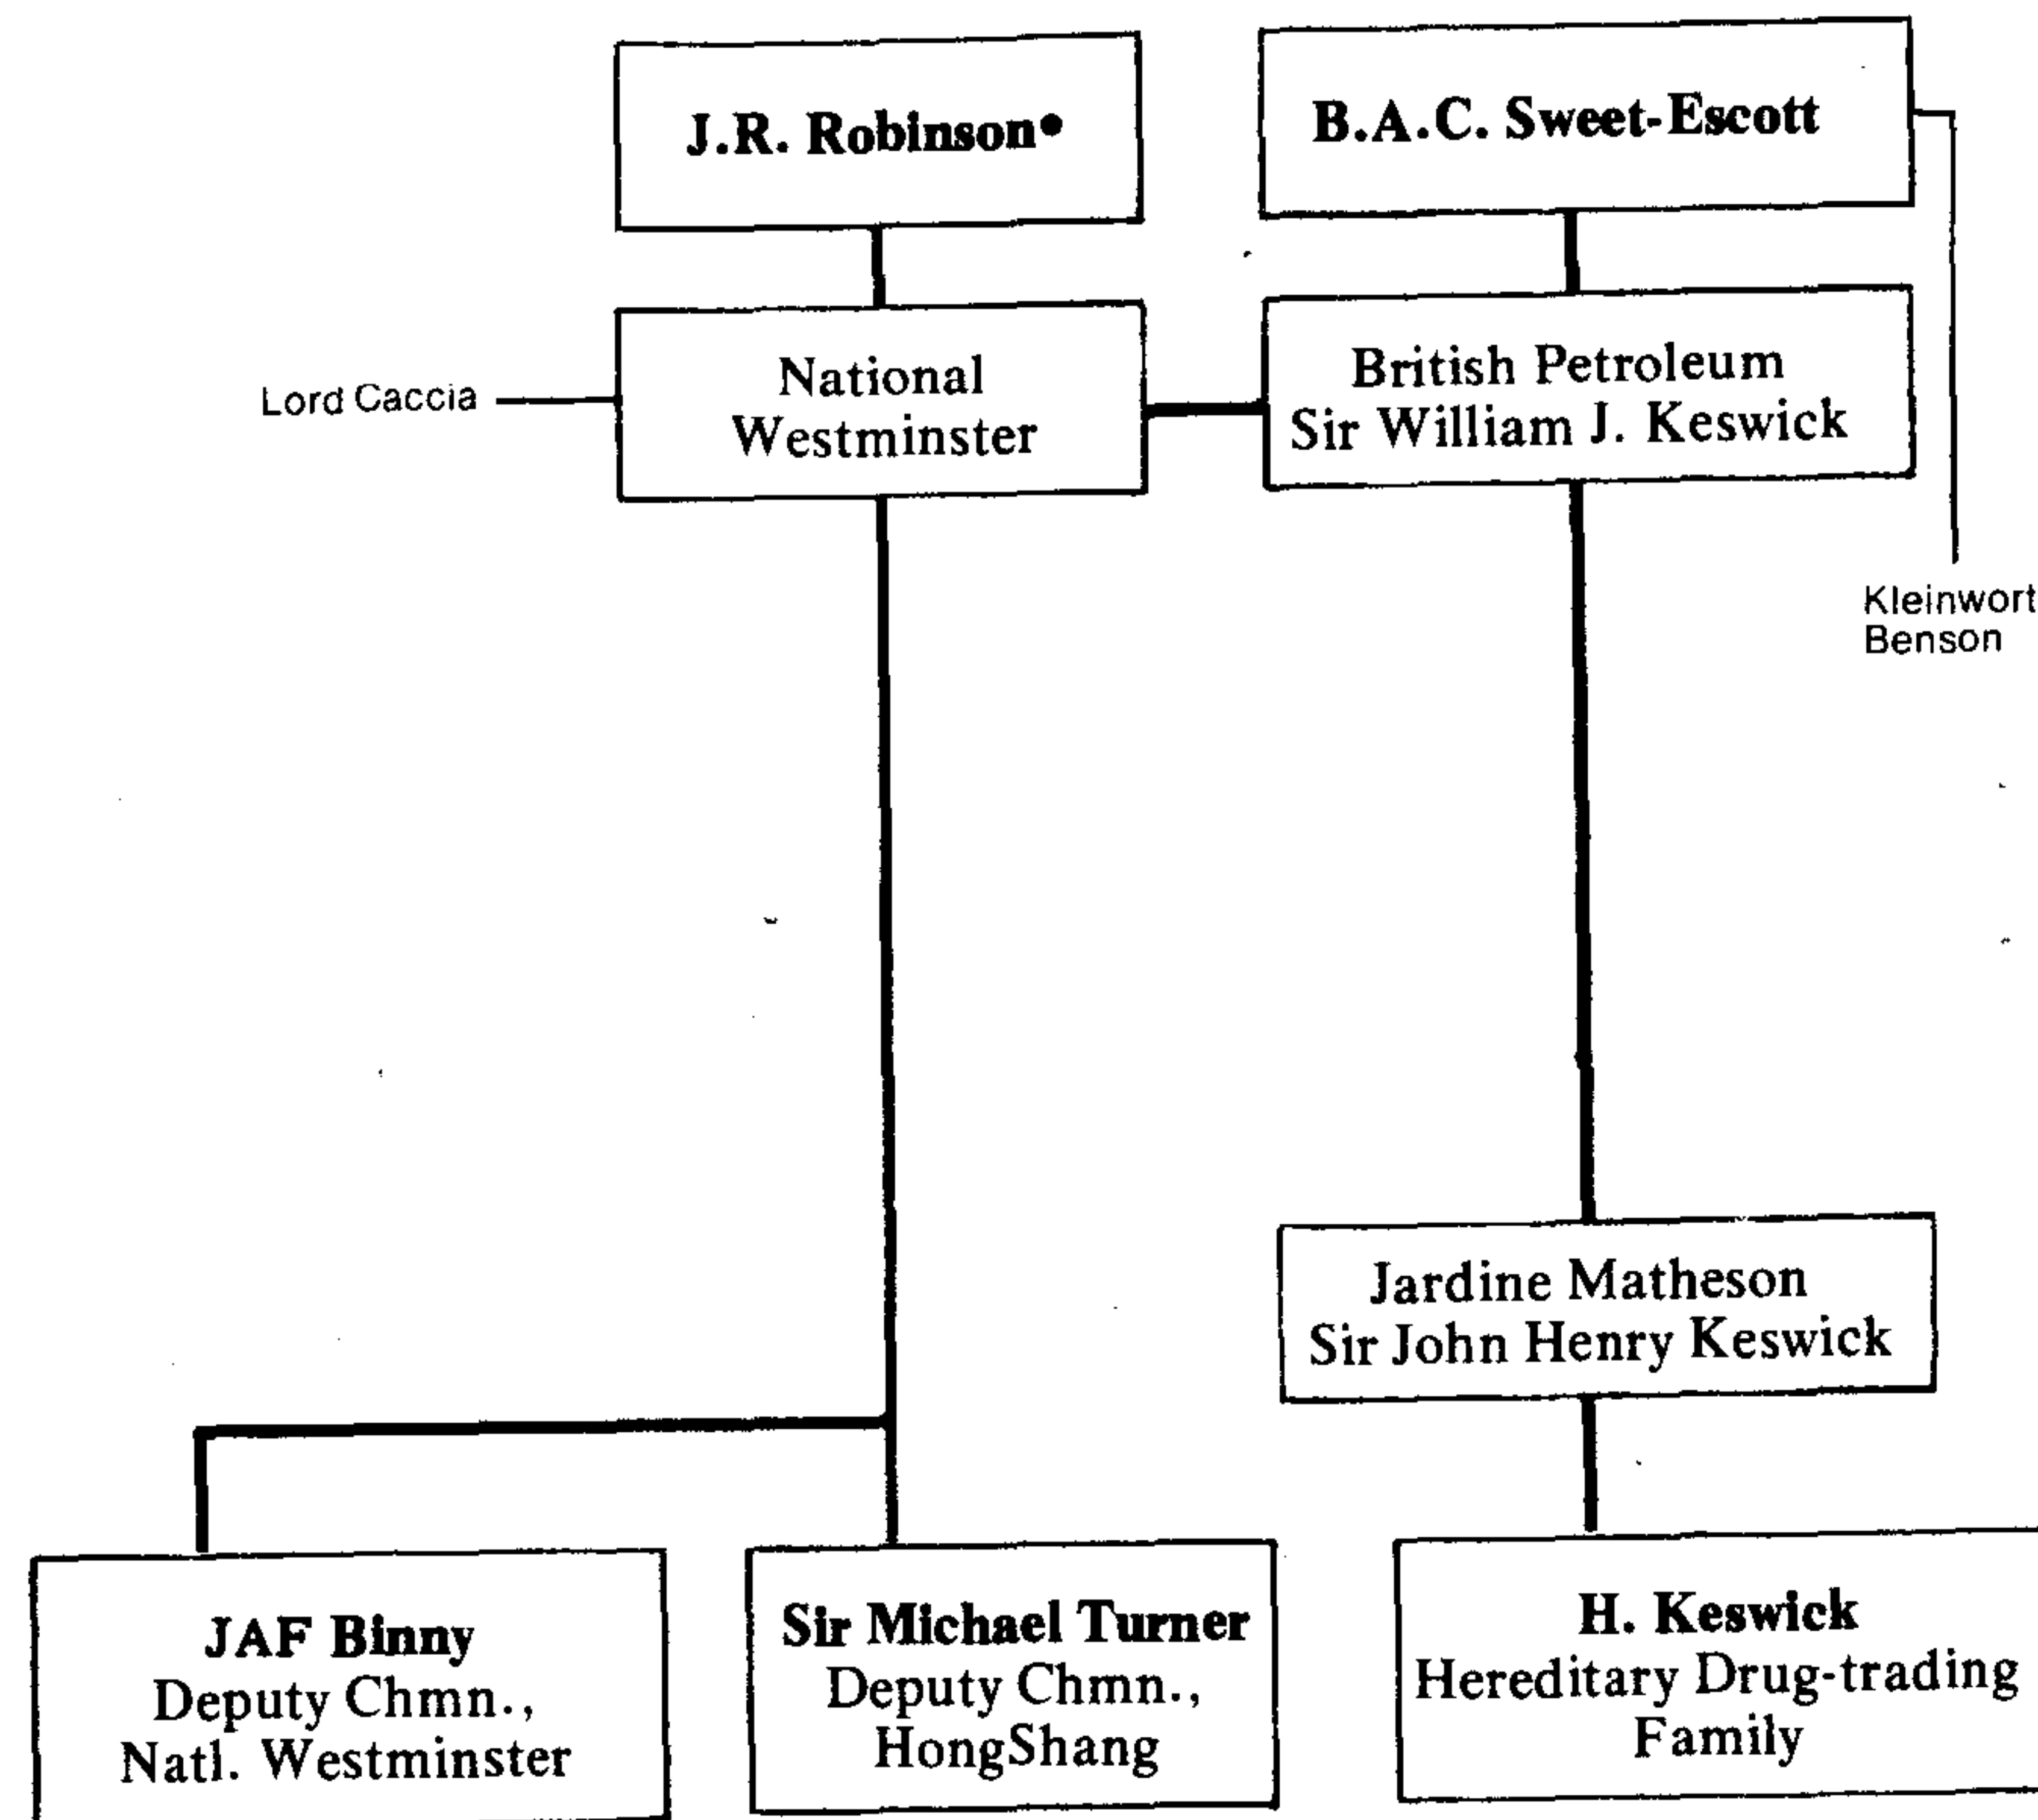 J.R. Robinson•
B.A.C. Sweet-Escott
Lord Caccia
National
Westminster
British Petroleum
Sir William J. Keswick
Kleinwort
Benson
Jardine Matheson
Sir John Henry Keswick
JAF Binny
Deputy Chmn.,
Natl. Westminster
Sir Michael Turner
Deputy Chmn.,
HongShang
H. Keswick
Hereditary Drug-trading
Family